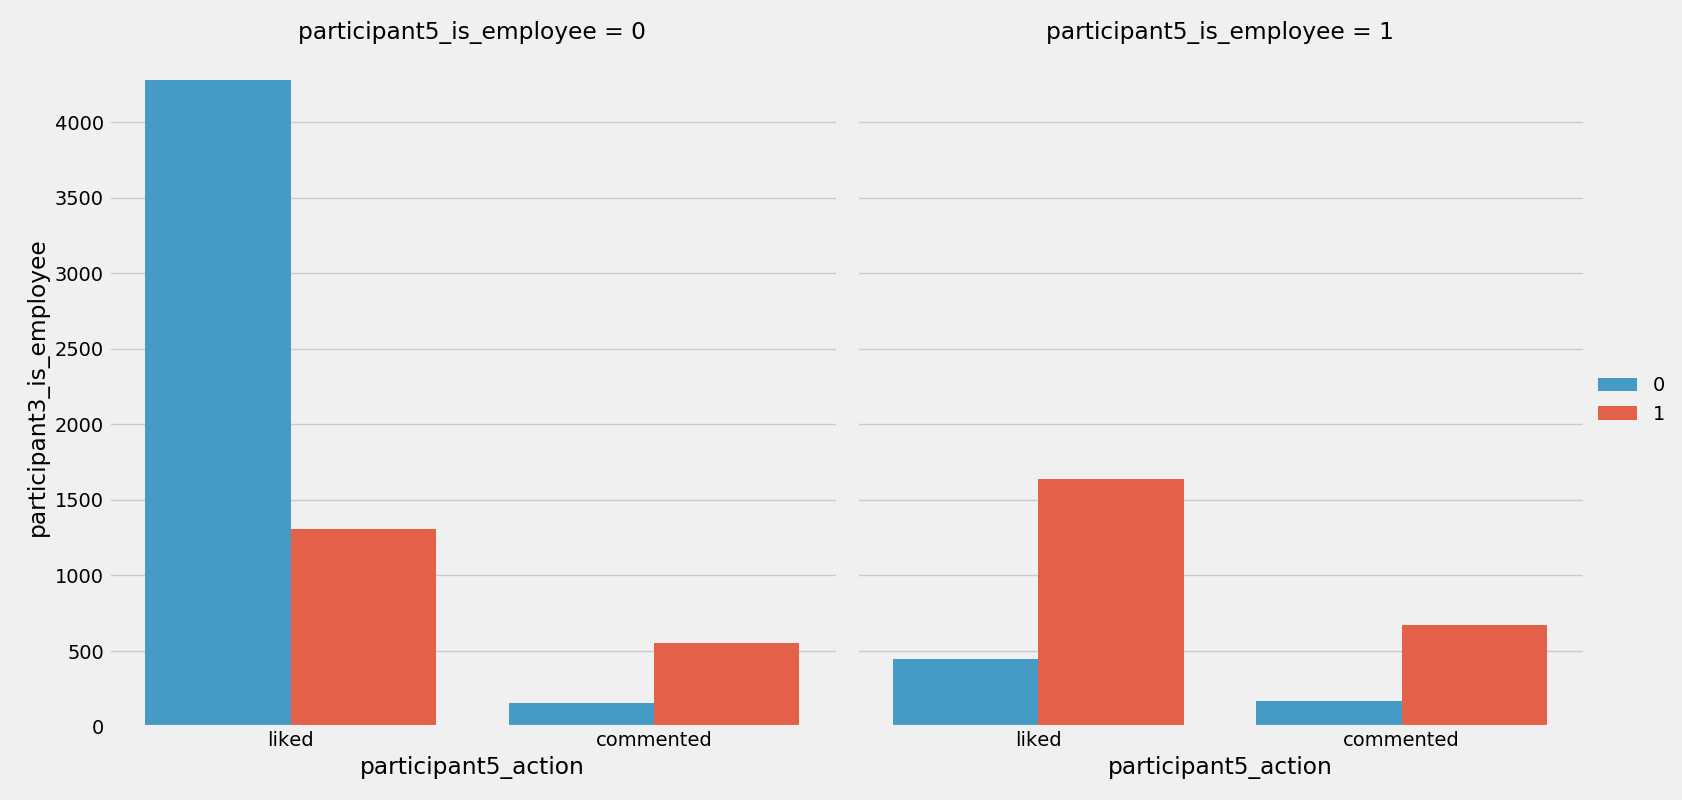 participant5_is_employee = 0
participant5_is_employee = 1
participant3_is_employee
4000
3500
3000
2500
2000
1500
1000
500
0
liked
commented
participant5_action
liked
commented
participant5_action
0
1